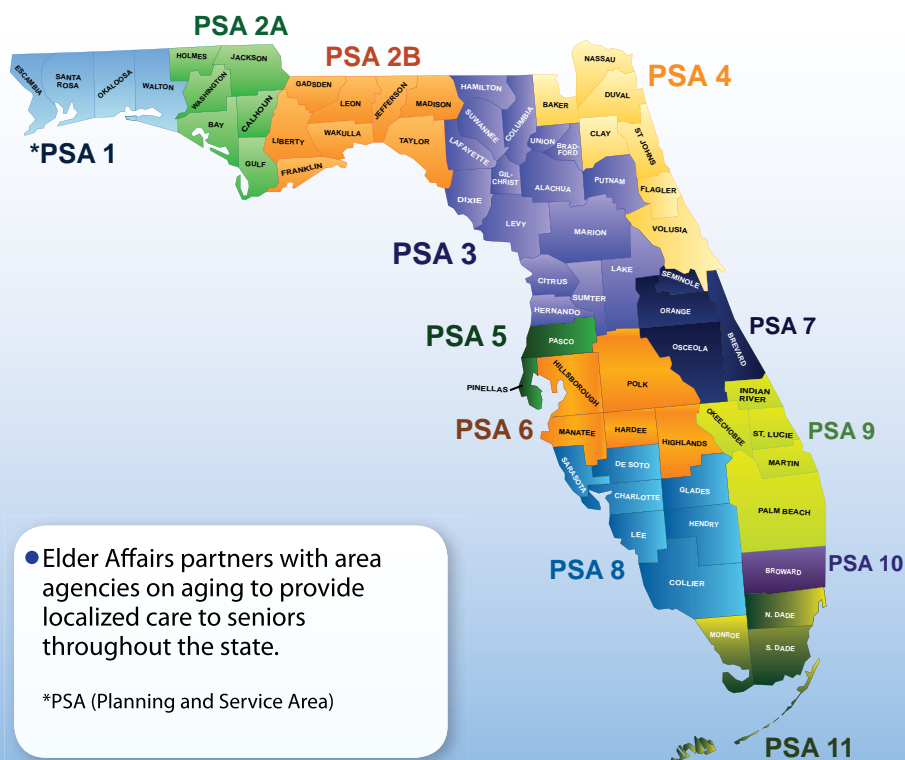 PSA 2A
HOLMES
JACKSON
PSA 2B
NASSAU
PSA 4
ESCAMBIA
SANTA
ROSA
OKALOOSA
WALTON
WASHINGTON
BAY
CALHOUN
GULF
*PSA 1
GADSDEN
LEON
JEFFERSON
MADISON
LIBERTY
WAKULLA
TAYLOR
FRANKLIN
HAMILTON
SUWANNEE
COLUMBIA
LAFAYETTE
BAKER
DUVAL
UNION
BRAD-
FORD
CLAY
ST JOHNS
GIL-
CHRIST
ALACHUA
PUTNAM
FLAGLER
DIXIE
LEVY
MARION
VOLUSIA
PSA 3
LAKE
CITRUS
SUMTER
HERNANDO
SEMINOLE
ORANGE
PSA 7
PSA 5
PASCO
OSCEOLA
BREVARD
PINELLAS
HILLSBOROUGH
POLK
INDIAN
RIVER
PSA 6
MANATEE
HARDEE
HIGHLANDS
OKEECHOBEE
ST. LUCIE
PSA 9
MARTIN
SARASOTA
DE SOTO
CHARLOTTE
GLADES
PALM BEACH
LEE
HENDRY
PSA 8
COLLIER
BROWARD
PSA 10
N. DADE
MONROE
S. DADE
PSA 11
● Elder Affairs partners with area
agencies on aging to provide
localized care to seniors
throughout the state.
*PSA (Planning and Service Area)